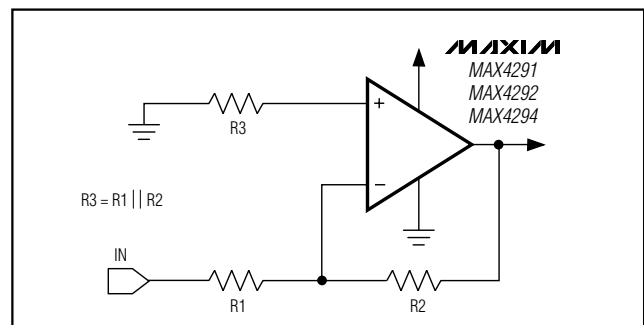 MAXIM
MAX4291
MAX4292
MAX4294
+
R3
−
R3 = R1 || R2
IN
R1
R2